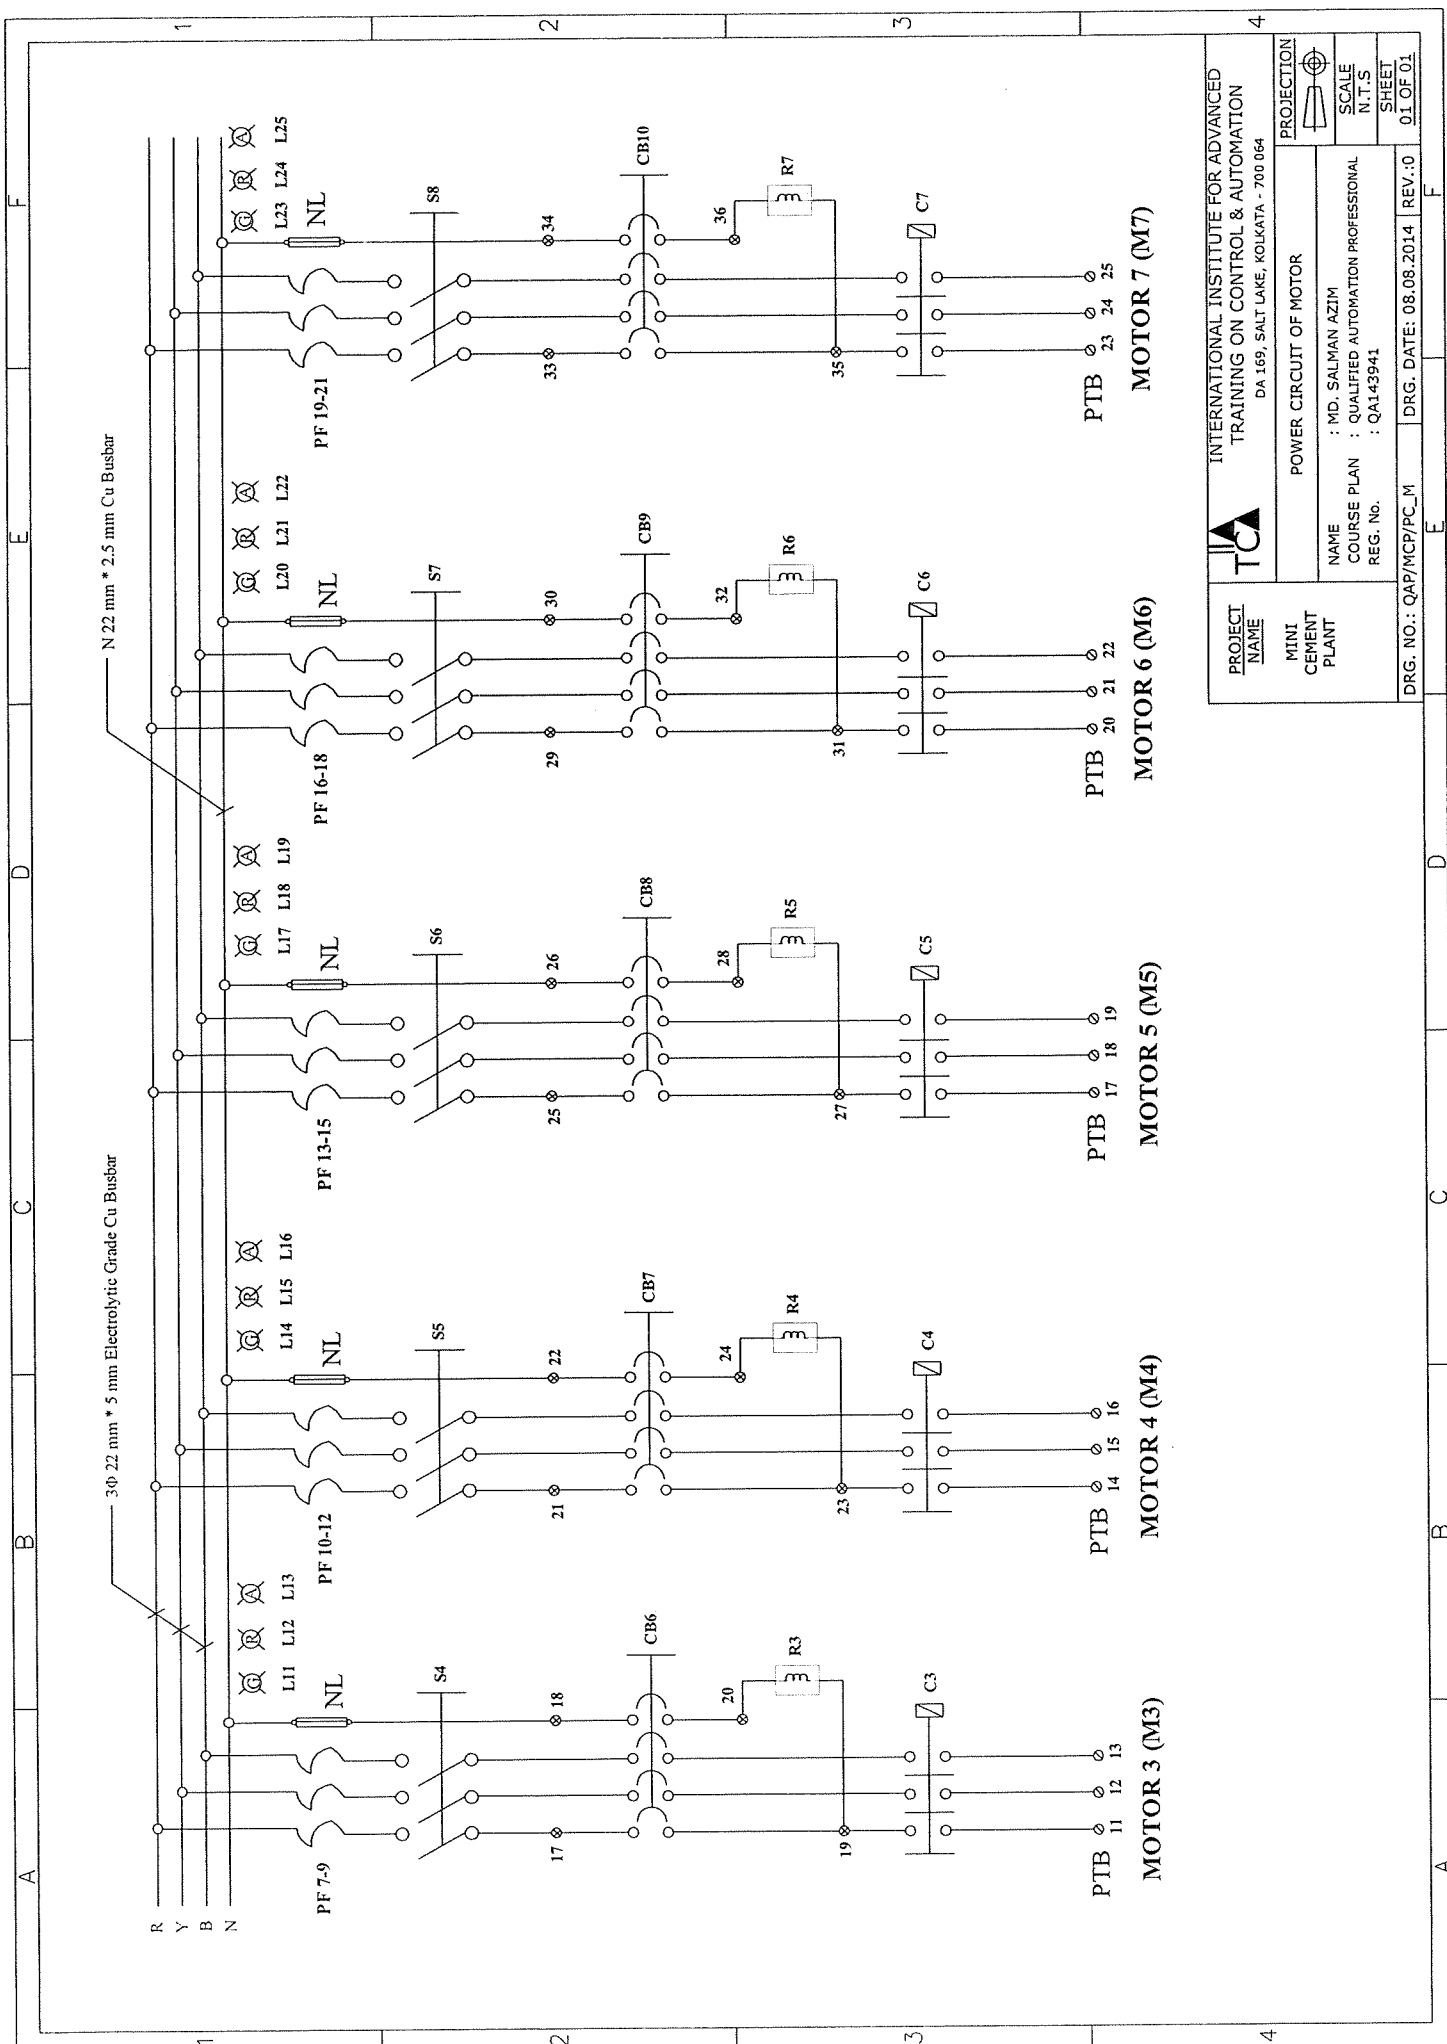 A
B
C
D
E
F
1
2
3
4
3Φ 22 mm * 5 mm Electrolytic Grade Cu Busbar
N 22 mm * 2.5 mm Cu Busbar
R
Y
B
N
G R A
L11 L12 L13
NL
PF 7-9
S4
17
18
CB6
20
R3
19
C3
PTB 11 12 13
MOTOR 3 (M3)
G R A
L14 L15 L16
NL
PF 10-12
S5
21
22
CB7
24
R4
23
C4
PTB 14 15 16
MOTOR 4 (M4)
G R A
L17 L18 L19
NL
PF 13-15
S6
25
26
CB8
28
R5
27
C5
PTB 17 18 19
MOTOR 5 (M5)
G R A
L20 L21 L22
NL
PF 16-18
S7
29
30
CB9
32
R6
31
C6
PTB 20 21 22
MOTOR 6 (M6)
G R A
L23 L24 L25
NL
PF 19-21
S8
33
34
CB10
36
R7
35
C7
PTB 23 24 25
MOTOR 7 (M7)
PROJECT
NAME
MINI
CEMENT
PLANT
INTERNATIONAL INSTITUTE FOR ADVANCED
TRAINING ON CONTROL & AUTOMATION
DA 169, SALT LAKE, KOLKATA - 700 064
POWER CIRCUIT OF MOTOR
PROJECTION
NAME : MD. SALMAN AZIM
COURSE PLAN : QUALIFIED AUTOMATION PROFESSIONAL
REG. No. : QA143941
SCALE
N.T.S
SHEET
01 OF 01
DRG. NO.: QAP/MCP/PC_M DRG. DATE: 08.08.2014 REV.:0
1
2
3
4
A
B
C
D
E
F